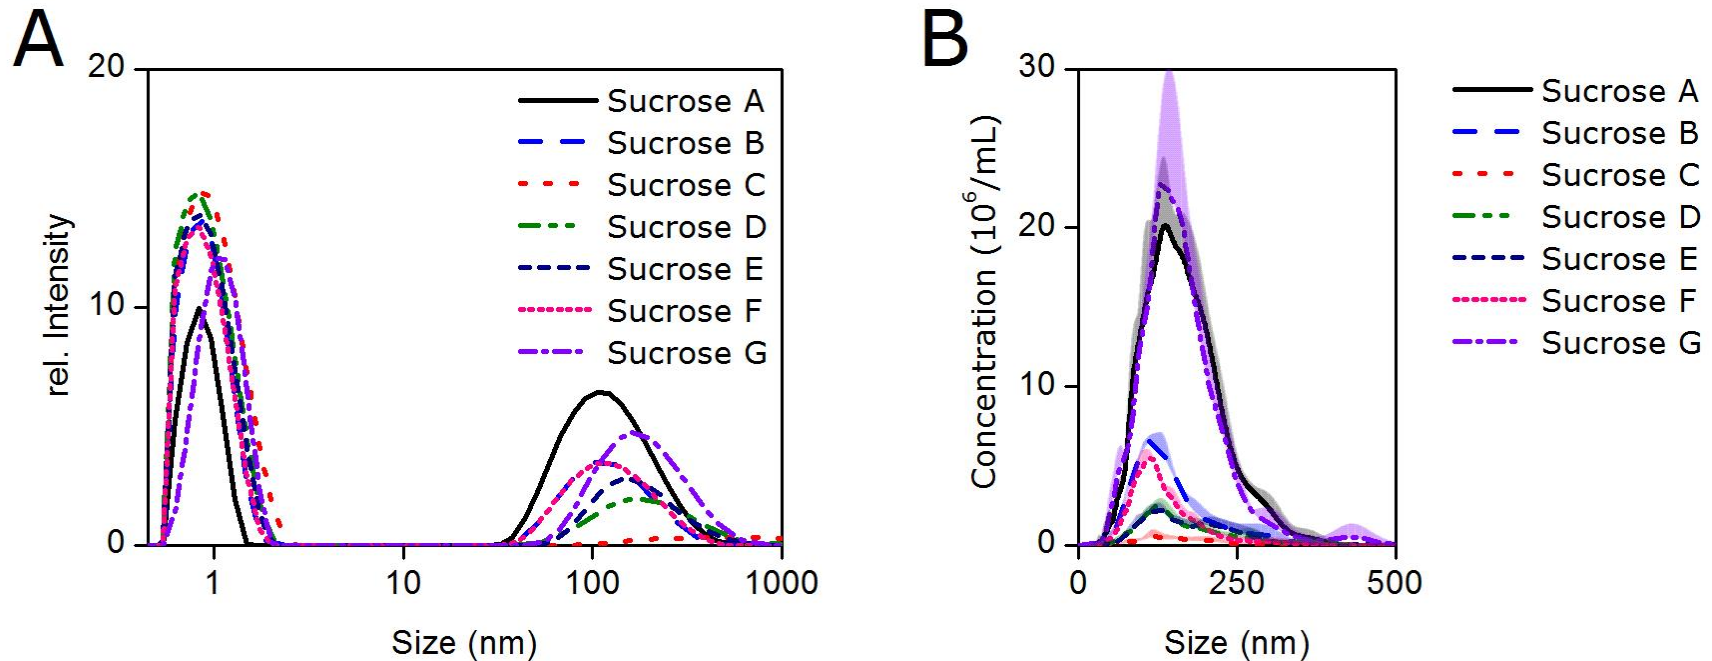 A
20
10
0
rel. Intensity
1
10
100
1000
Size (nm)
Sucrose A
Sucrose B
Sucrose C
Sucrose D
Sucrose E
Sucrose F
Sucrose G
B
30
20
10
0
Concentration (10⁶/mL)
0
250
500
Size (nm)
Sucrose A
Sucrose B
Sucrose C
Sucrose D
Sucrose E
Sucrose F
Sucrose G